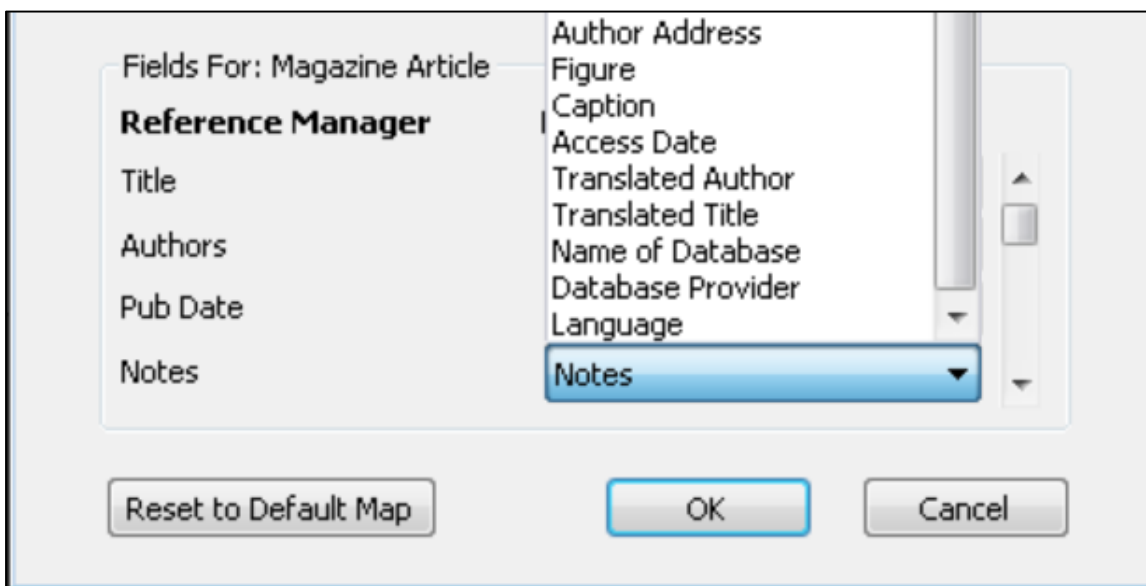 Fields For: Magazine Article
Reference Manager
Title
Authors
Pub Date
Notes
Author Address
Figure
Caption
Access Date
Translated Author
Translated Title
Name of Database
Database Provider
Language
Notes
Reset to Default Map
OK
Cancel